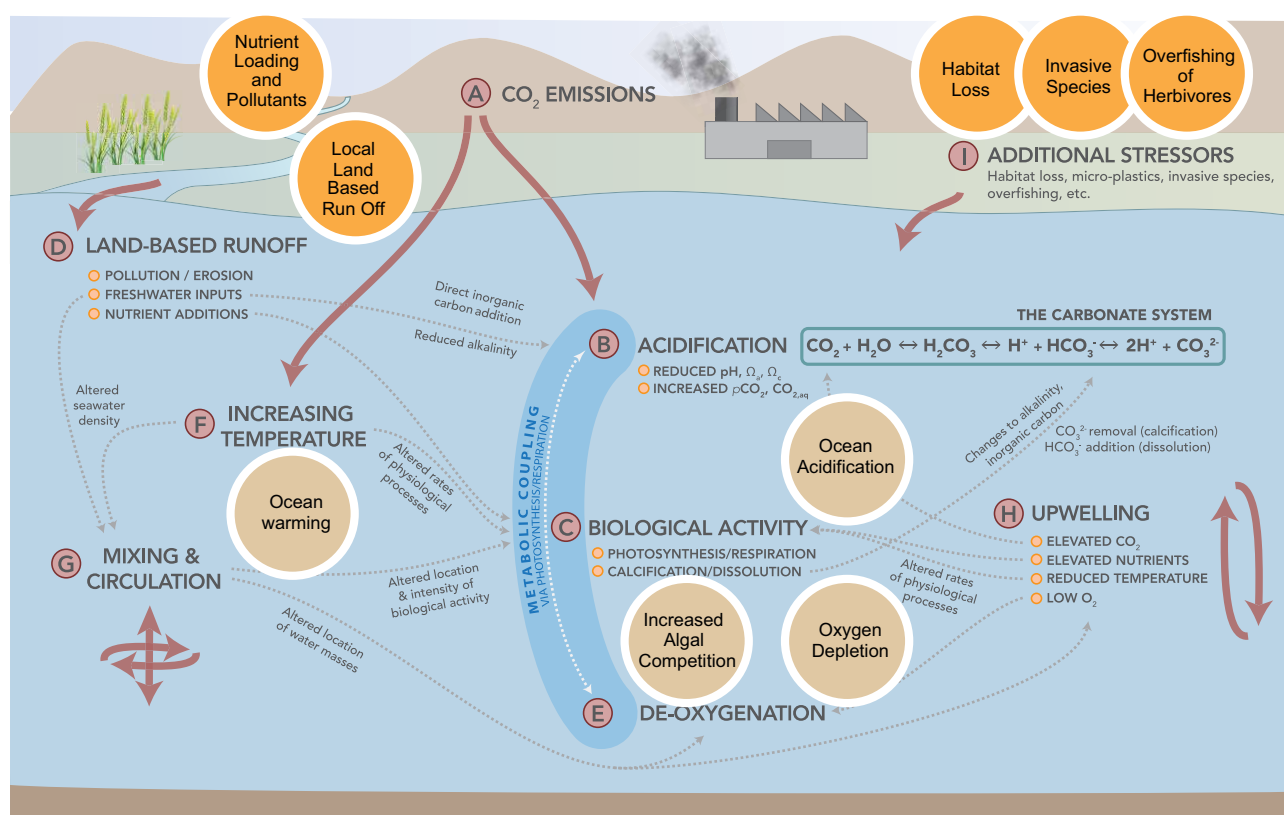 Nutrient
Loading
and
Pollutants
Local
Land
Based
Run Off
A CO₂ EMISSIONS
Habitat
Loss
Invasive
Species
Overfishing
of
Herbivores
I ADDITIONAL STRESSORS
Habitat loss, micro-plastics, invasive species,
overfishing, etc.
D LAND-BASED RUNOFF
POLLUTION / EROSION
FRESHWATER INPUTS
NUTRIENT ADDITIONS
Direct inorganic
carbon addition
Reduced alkalinity
THE CARBONATE SYSTEM
CO₂ + H₂O ↔ H₂CO₃ ↔ H⁺ + HCO₃⁻ ↔ 2H⁺ + CO₃²⁻
B ACIDIFICATION
REDUCED pH, Ωₐ, Ω꜀
INCREASED pCO₂, CO₂,aq
Altered
seawater
density
F INCREASING
TEMPERATURE
Ocean
warming
Altered rates
of physiological
processes
METABOLIC COUPLING
VIA PHOTOSYNTHESIS/RESPIRATION
Ocean
Acidification
Changes to alkalinity,
inorganic carbon
CO₃²⁻ removal (calcification)
HCO₃⁻ addition (dissolution)
C BIOLOGICAL ACTIVITY
PHOTOSYNTHESIS/RESPIRATION
CALCIFICATION/DISSOLUTION
H UPWELLING
ELEVATED CO₂
ELEVATED NUTRIENTS
REDUCED TEMPERATURE
LOW O₂
Altered rates
of physiological
processes
G MIXING &
CIRCULATION
Altered location
& intensity of
biological activity
Altered location
of water masses
Increased
Algal
Competition
Oxygen
Depletion
E DE-OXYGENATION